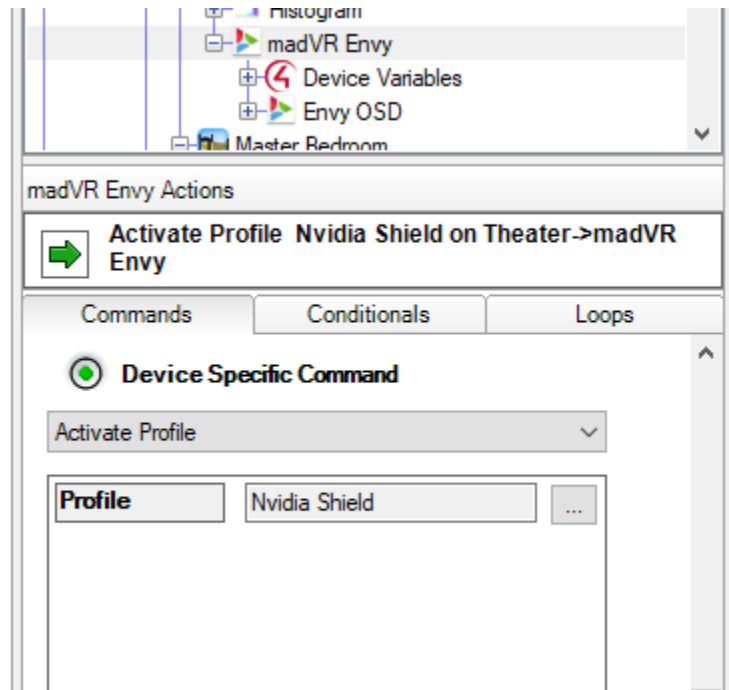 Histogram
madVR Envy
Device Variables
Envy OSD
Master Bedroom
madVR Envy Actions
Activate Profile Nvidia Shield on Theater->madVR
Envy
Commands
Conditionals
Loops
Device Specific Command
Activate Profile
Profile
Nvidia Shield
...